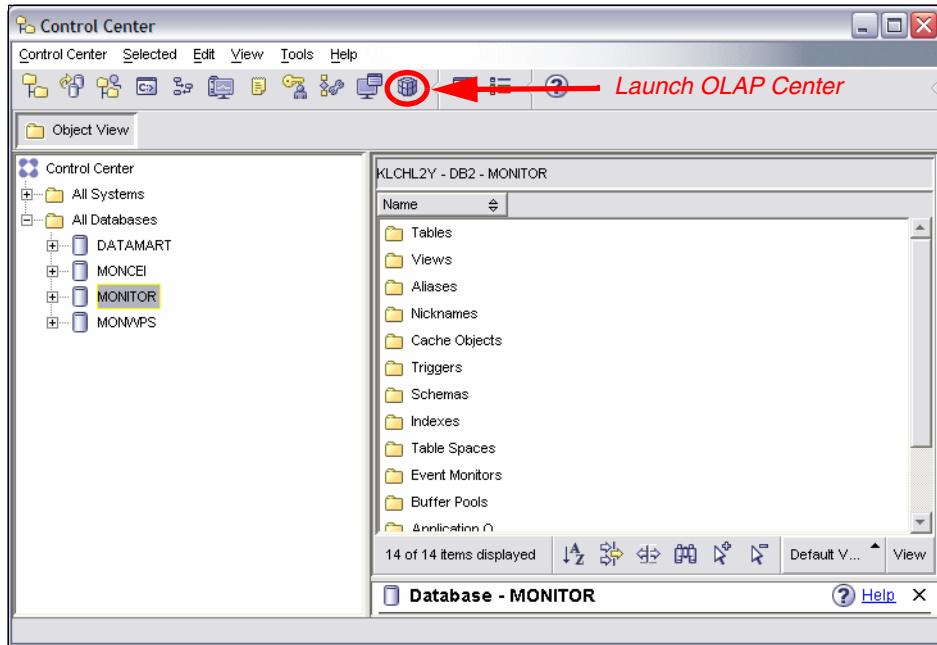 Control Center
Control Center Selected Edit View Tools Help
Launch OLAP Center
Object View
Control Center
All Systems
All Databases
DATAMART
MONCEI
MONITOR
MONWPS
KLCHL2Y - DB2 - MONITOR
Name
Tables
Views
Aliases
Nicknames
Cache Objects
Triggers
Schemas
Indexes
Table Spaces
Event Monitors
Buffer Pools
Application O
14 of 14 items displayed Default V... View
Database - MONITOR Help